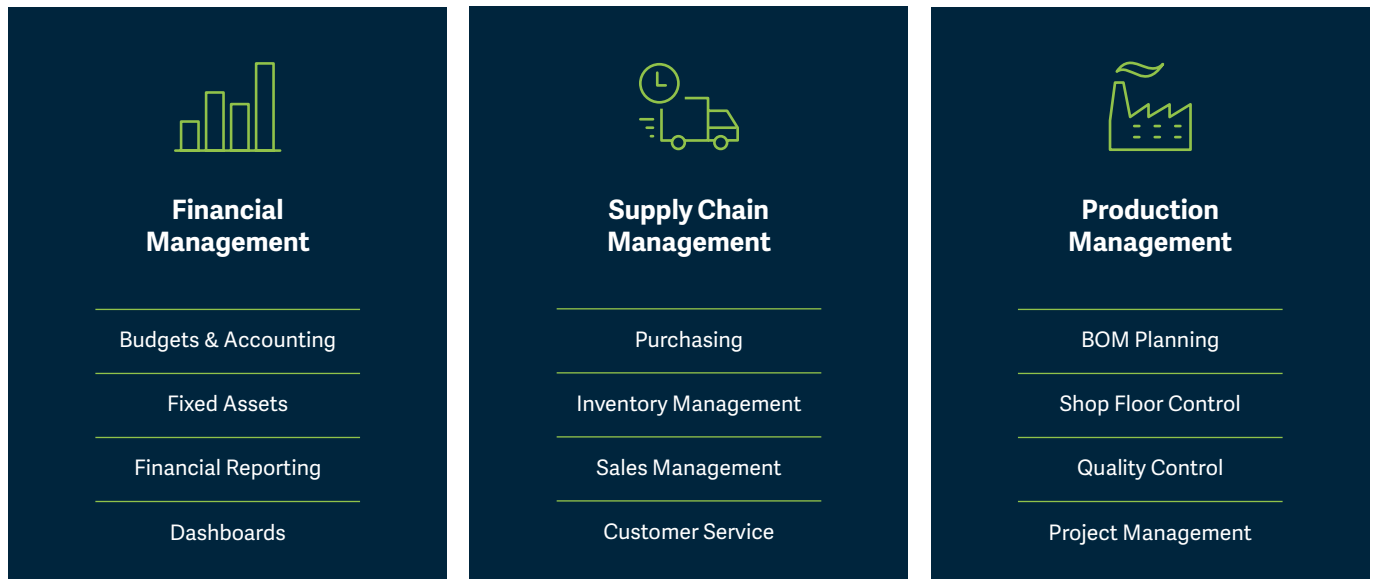 Financial
Management
Budgets & Accounting
Fixed Assets
Financial Reporting
Dashboards
Supply Chain
Management
Purchasing
Inventory Management
Sales Management
Customer Service
Production
Management
BOM Planning
Shop Floor Control
Quality Control
Project Management